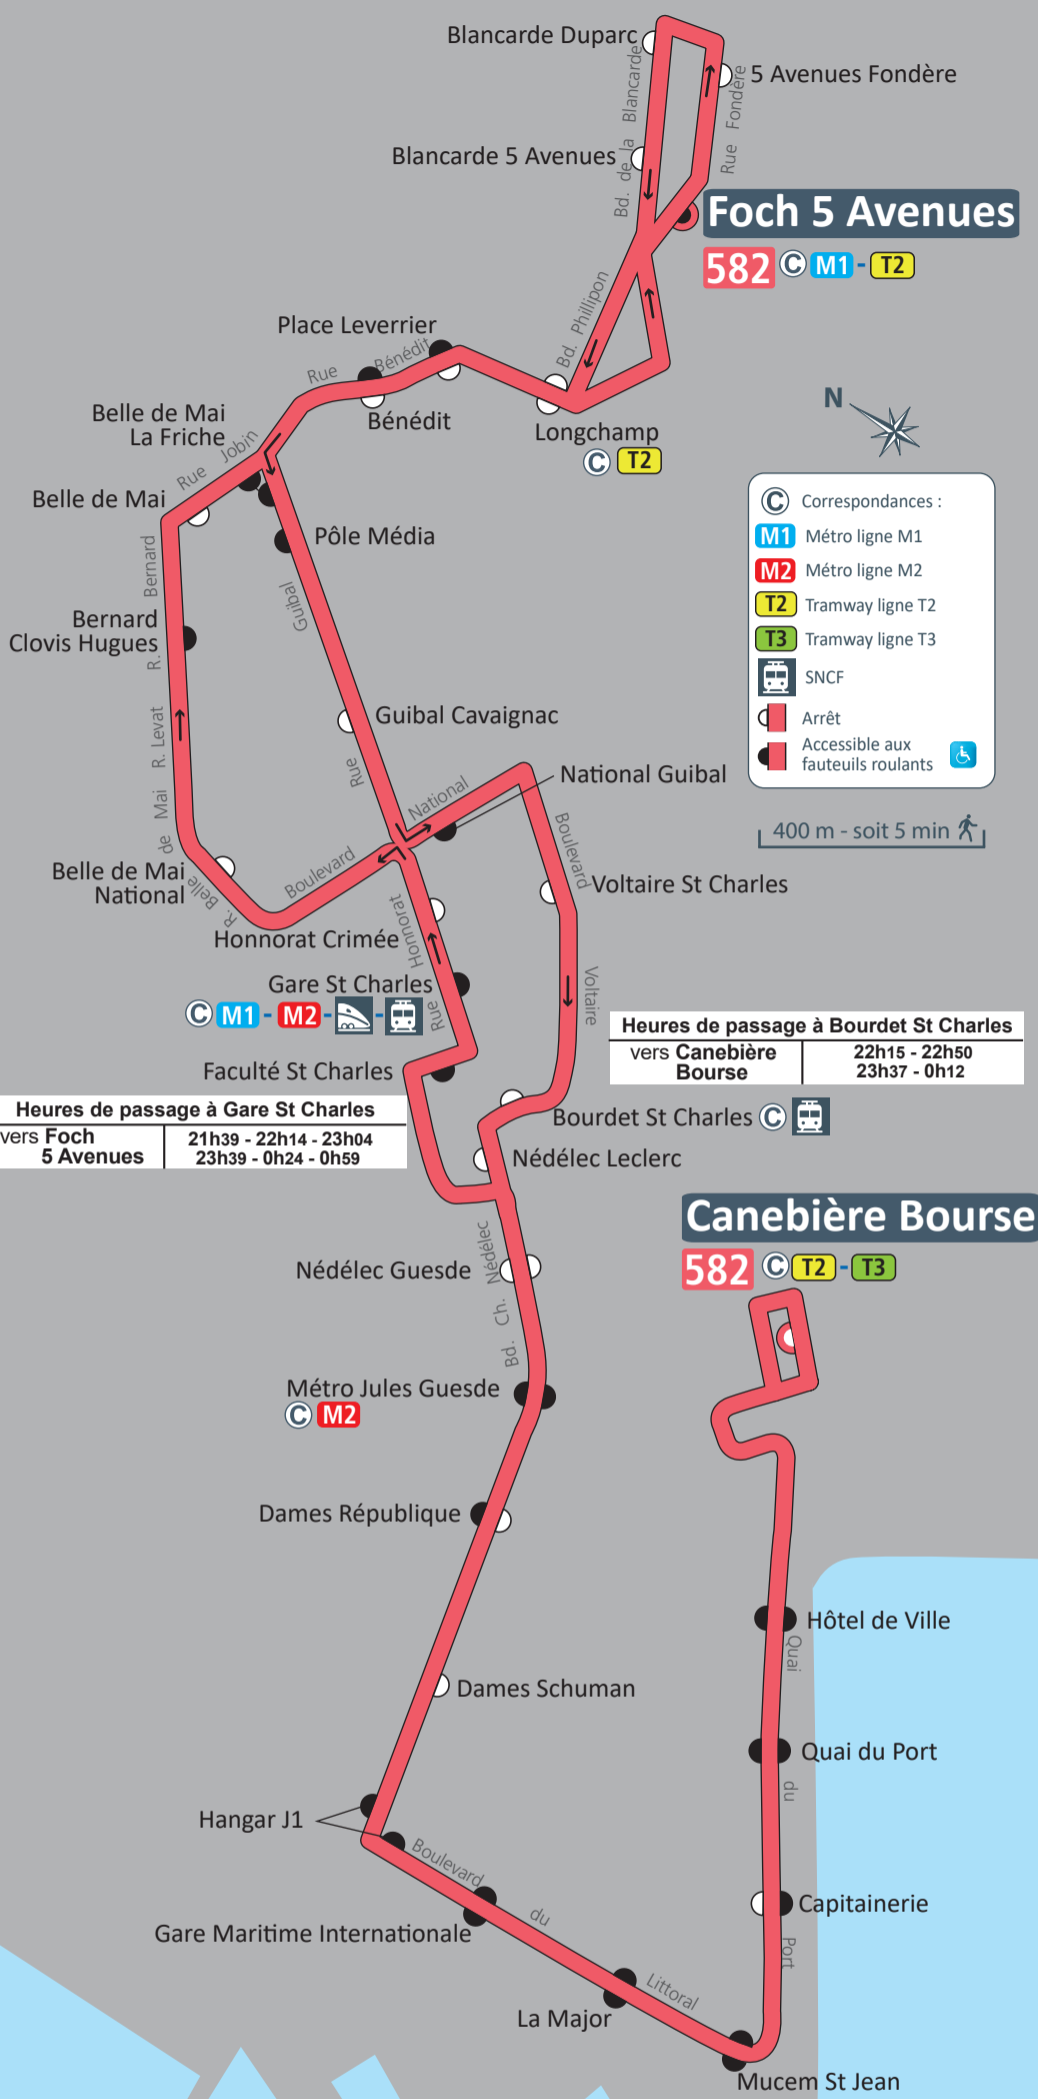 Blancarde Duparc
5 Avenues Fondère
Bd. de la Blancarde
Rue Fondère
Blancarde 5 Avenues
Foch 5 Avenues
582 C M1 - T2
Bd. Phillipon
Place Leverrier
Rue Bénédit
Bénédit
Longchamp
C T2
N
Belle de Mai
La Friche
Rue Jobin
Belle de Mai
Pôle Média
C Correspondances :
M1 Métro ligne M1
M2 Métro ligne M2
T2 Tramway ligne T2
T3 Tramway ligne T3
SNCF
Arrêt
Accessible aux
fauteuils roulants
400 m - soit 5 min
R. Bernard
Bernard
Clovis Hugues
Rue Guibal
Guibal Cavaignac
R. Levat
National Guibal
Boulevard National
R. Belle de Mai
Belle de Mai
National
Boulevard Voltaire
Voltaire St Charles
Honnorat Crimée
Rue Honnorat
Gare St Charles
C M1 - M2 - -
Faculté St Charles
Heures de passage à Bourdet St Charles
vers Canebière
Bourse
22h15 - 22h50
23h37 - 0h12
Heures de passage à Gare St Charles
vers Foch
5 Avenues
21h39 - 22h14 - 23h04
23h39 - 0h24 - 0h59
Bourdet St Charles C
Nédélec Leclerc
Canebière Bourse
582 C T2 - T3
Bd. Ch. Nédélec
Nédélec Guesde
Métro Jules Guesde
C M2
Dames République
Hôtel de Ville
Quai du Port
Dames Schuman
Quai du Port
Hangar J1
Boulevard du Littoral
Capitainerie
Gare Maritime Internationale
La Major
Mucem St Jean